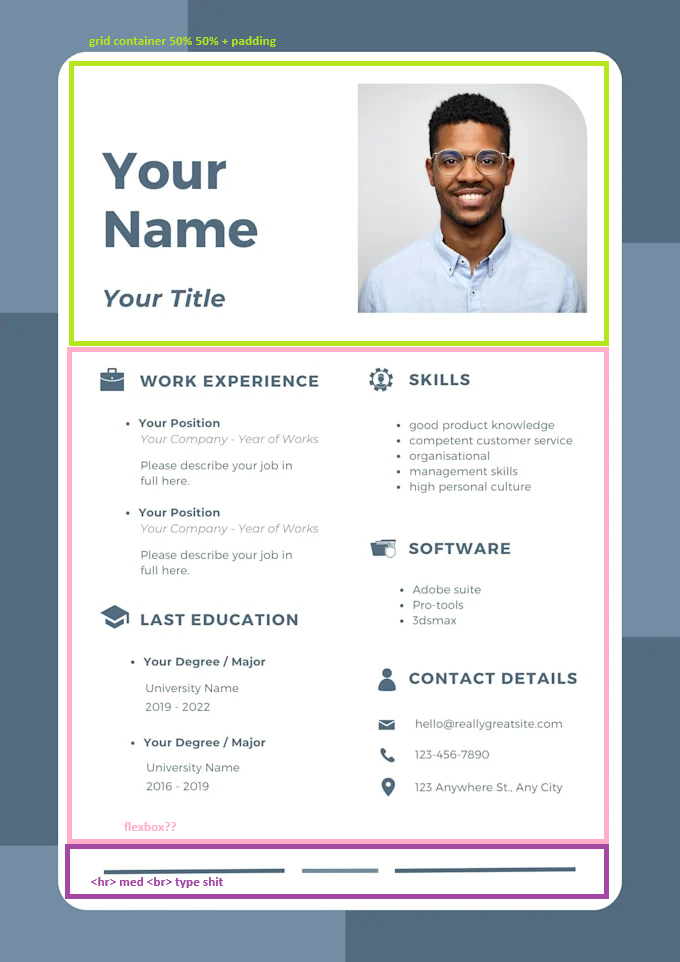 grid container 50% 50% + padding
Your
Name
Your Title
WORK EXPERIENCE
Your Position
Your Company - Year of Works
Please describe your job in
full here.
Your Position
Your Company - Year of Works
Please describe your job in
full here.
LAST EDUCATION
Your Degree / Major
University Name
2019 - 2022
Your Degree / Major
University Name
2016 - 2019
SKILLS
good product knowledge
competent customer service
organisational
management skills
high personal culture
SOFTWARE
Adobe suite
Pro-tools
3dsmax
CONTACT DETAILS
hello@reallygreatsite.com
123-456-7890
123 Anywhere St., Any City
flexbox??
<hr> med <br> type shit